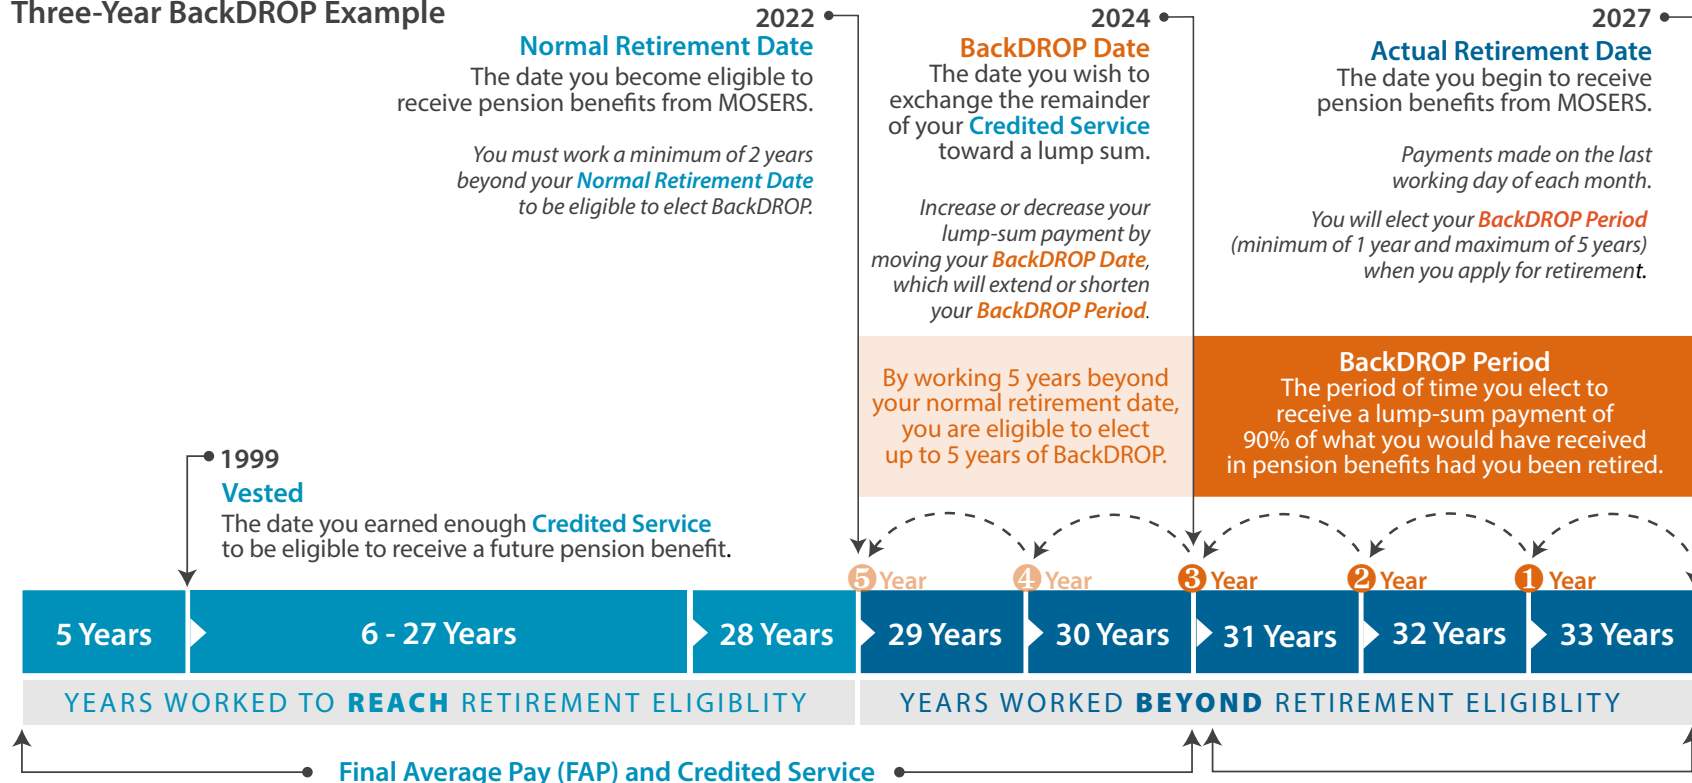 Three-Year BackDROP Example
2022
Normal Retirement Date
The date you become eligible to
receive pension benefits from MOSERS.
You must work a minimum of 2 years
beyond your Normal Retirement Date
to be eligible to elect BackDROP.
2024
BackDROP Date
The date you wish to
exchange the remainder
of your Credited Service
toward a lump sum.
Increase or decrease your
lump-sum payment by
moving your BackDROP Date,
which will extend or shorten
your BackDROP Period.
2027
Actual Retirement Date
The date you begin to receive
pension benefits from MOSERS.
Payments made on the last
working day of each month.
You will elect your BackDROP Period
(minimum of 1 year and maximum of 5 years)
when you apply for retirement.
By working 5 years beyond
your normal retirement date,
you are eligible to elect
up to 5 years of BackDROP.
BackDROP Period
The period of time you elect to
receive a lump-sum payment of
90% of what you would have received
in pension benefits had you been retired.
1999
Vested
The date you earned enough Credited Service
to be eligible to receive a future pension benefit.
5 Year
4 Year
3 Year
2 Year
1 Year
5 Years
6 - 27 Years
28 Years
29 Years
30 Years
31 Years
32 Years
33 Years
YEARS WORKED TO REACH RETIREMENT ELIGIBLITY
YEARS WORKED BEYOND RETIREMENT ELIGIBLITY
Final Average Pay (FAP) and Credited Service